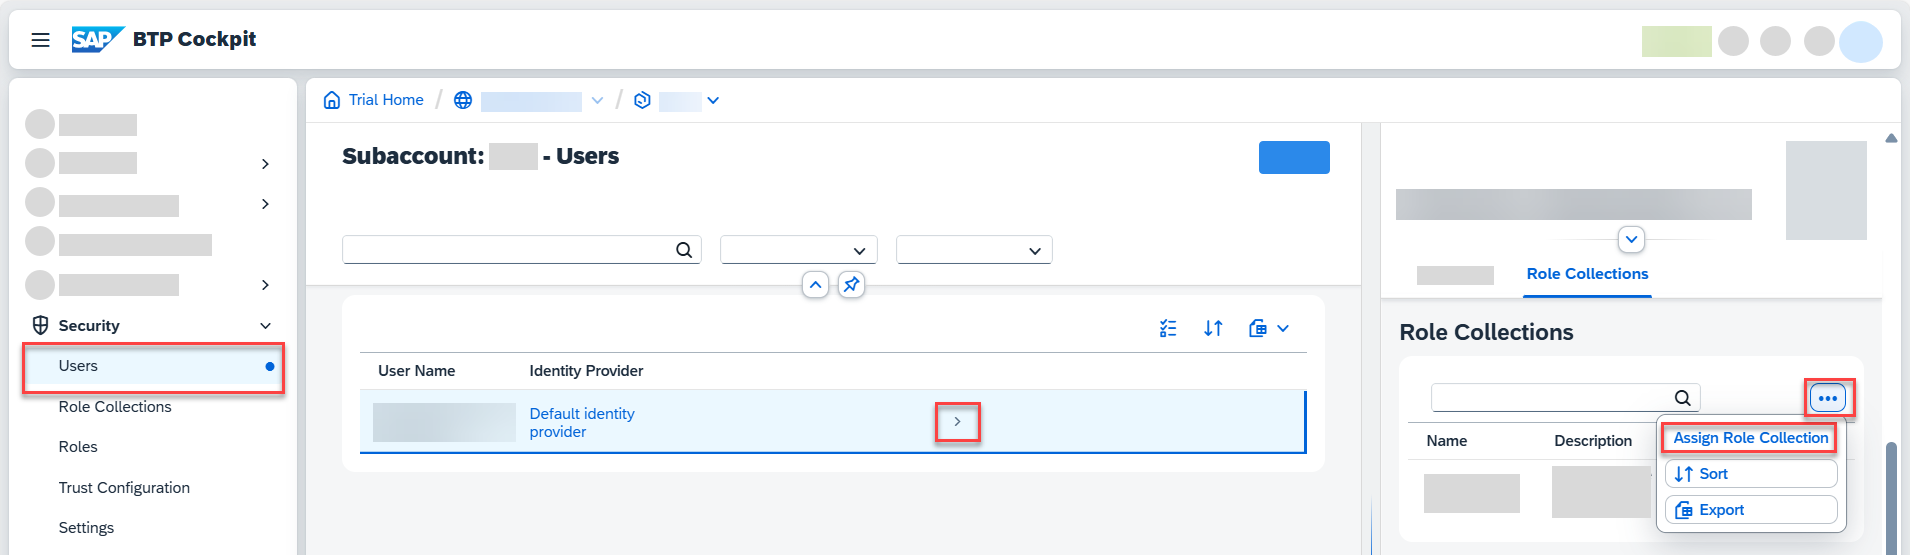 SAP BTP Cockpit
Trial Home / /
Subaccount: - Users
Role Collections
Security
Users
Role Collections
Roles
Trust Configuration
Settings
User Name Identity Provider
Default identity
provider
Role Collections
Name Description
Assign Role Collection
Sort
Export